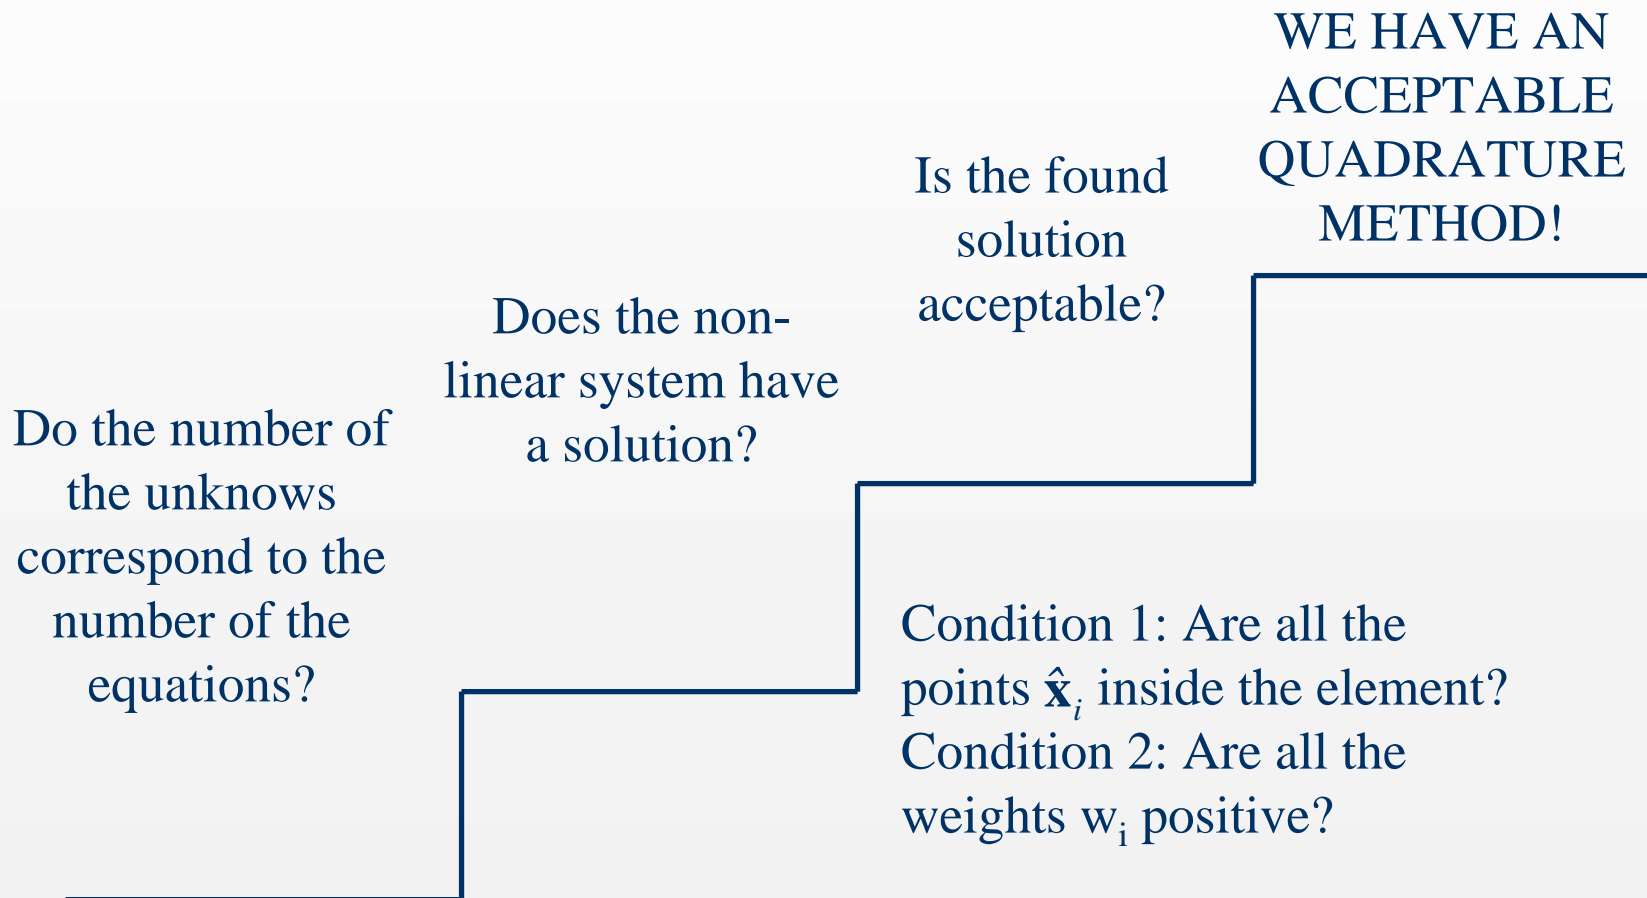 Do the number of
the unknows
correspond to the
number of the
equations?
Does the non-
linear system have
a solution?
Is the found
solution
acceptable?
WE HAVE AN
ACCEPTABLE
QUADRATURE
METHOD!
Condition 1: Are all the
points x̂ᵢ inside the element?
Condition 2: Are all the
weights wᵢ positive?